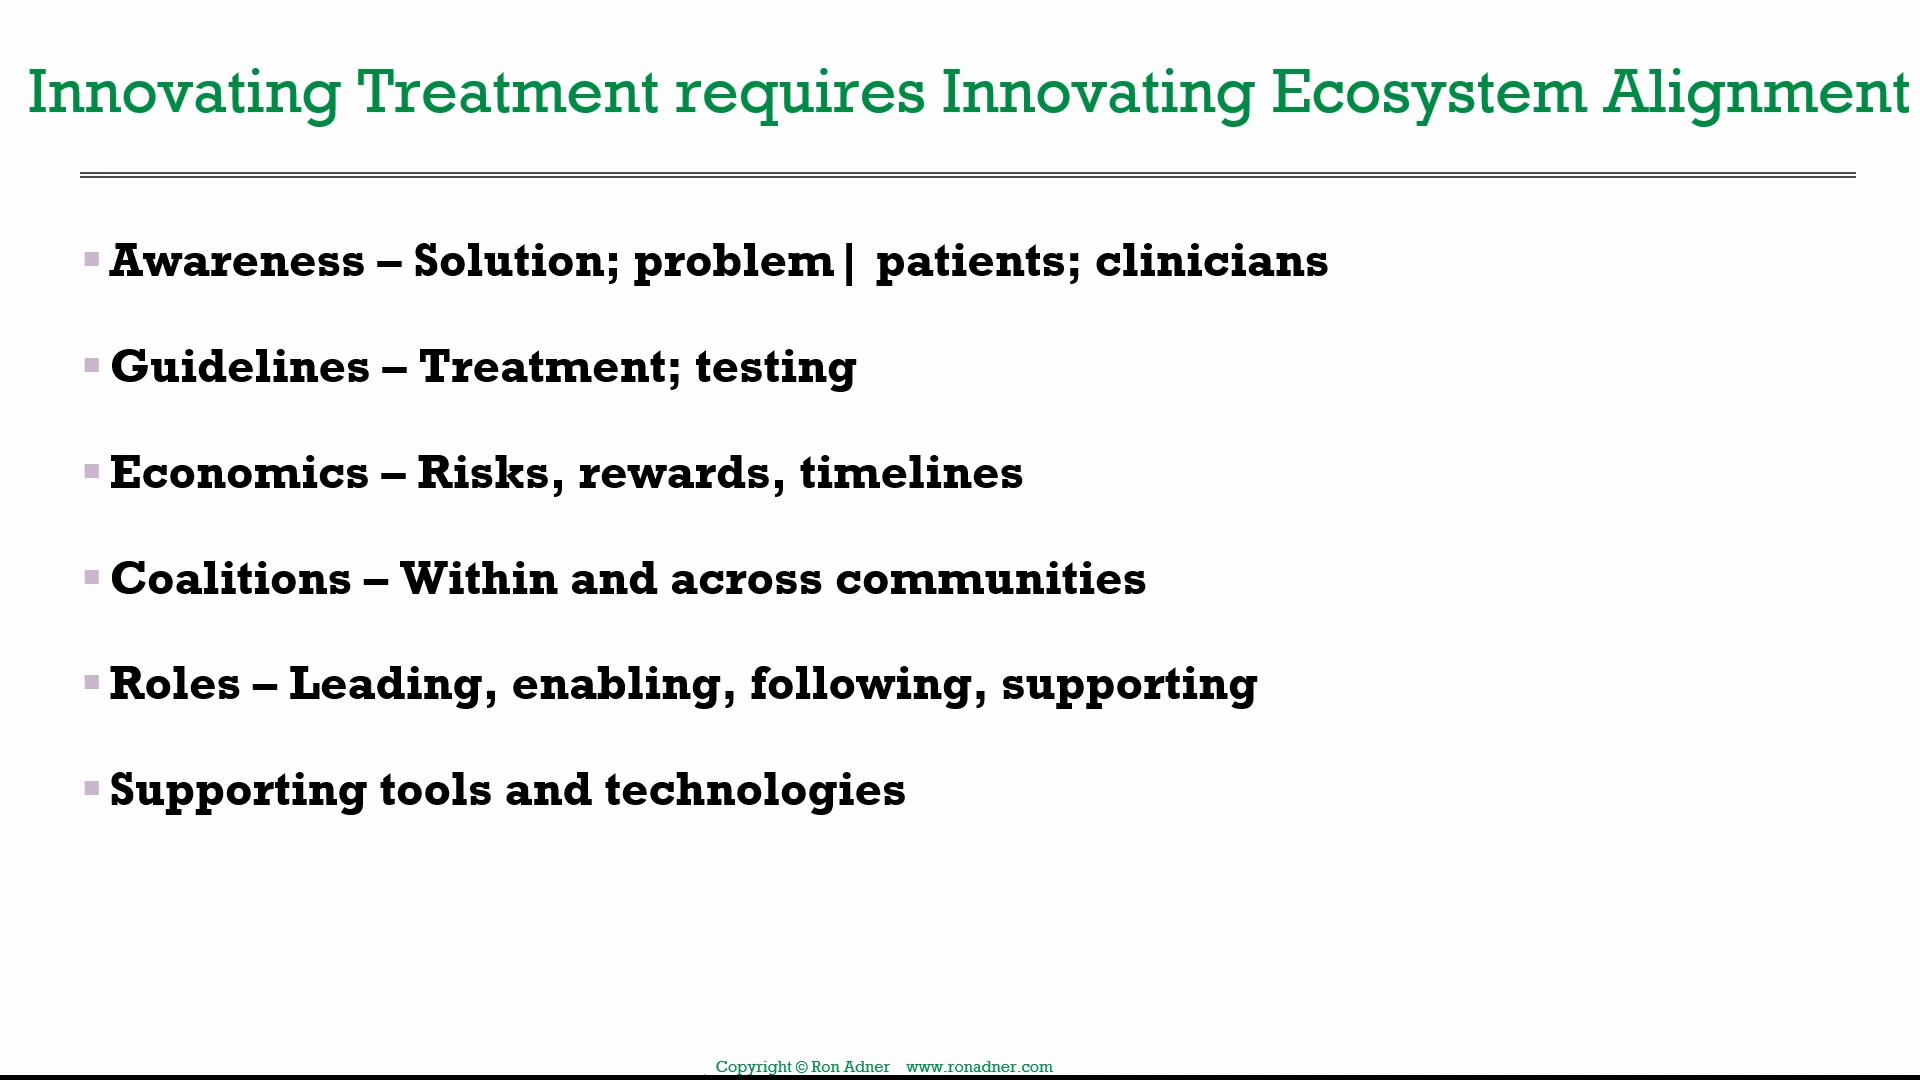 Innovating Treatment requires Innovating Ecosystem Alignment
▪ Awareness – Solution; problem| patients; clinicians
▪ Guidelines – Treatment; testing
▪ Economics – Risks, rewards, timelines
▪ Coalitions – Within and across communities
▪ Roles – Leading, enabling, following, supporting
▪ Supporting tools and technologies
Copyright © Ron Adner www.ronadner.com